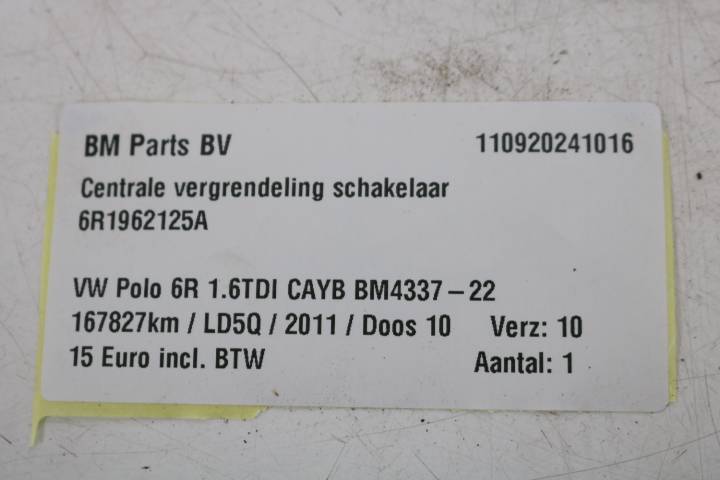 BM Parts BV 110920241016
Centrale vergrendeling schakelaar
6R1962125A
VW Polo 6R 1.6TDI CAYB BM4337-22
167827km / LD5Q / 2011 / Doos 10 Verz: 10
15 Euro incl. BTW Aantal: 1